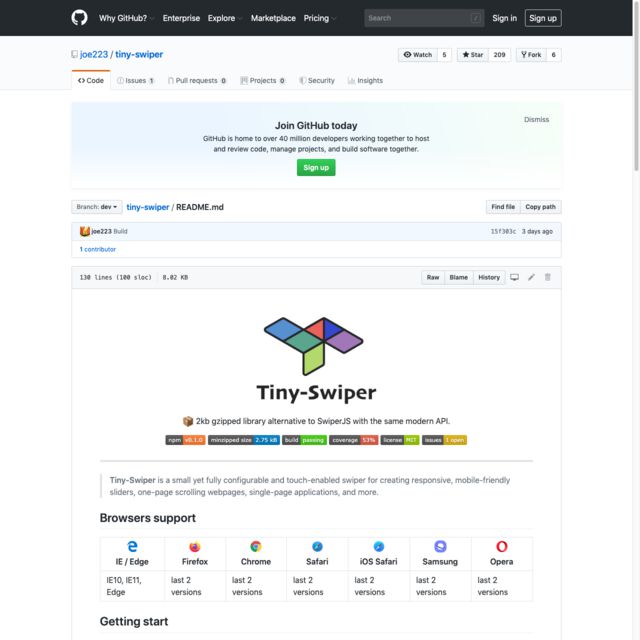 Why GitHub? Enterprise Explore Marketplace Pricing Search / Sign in Sign up
joe223 / tiny-swiper
Watch 5 Star 209 Fork 6
Code Issues 1 Pull requests 0 Projects 0 Security Insights
Join GitHub today
Dismiss
GitHub is home to over 40 million developers working together to host
and review code, manage projects, and build software together.
Sign up
Branch: dev tiny-swiper / README.md Find file Copy path
joe223 Build 15f303c 3 days ago
1 contributor
130 lines (100 sloc) 8.02 KB Raw Blame History
Tiny-Swiper
2kb gzipped library alternative to SwiperJS with the same modern API.
npm v0.1.0 minzipped size 2.75 kB build passing coverage 53% license MIT issues 1 open
Tiny-Swiper is a small yet fully configurable and touch-enabled swiper for creating responsive, mobile-friendly
sliders, one-page scrolling webpages, single-page applications, and more.
Browsers support
IE / Edge Firefox Chrome Safari iOS Safari Samsung Opera
IE10, IE11, last 2 last 2 last 2 last 2 last 2 last 2
Edge versions versions versions versions versions versions
Getting start